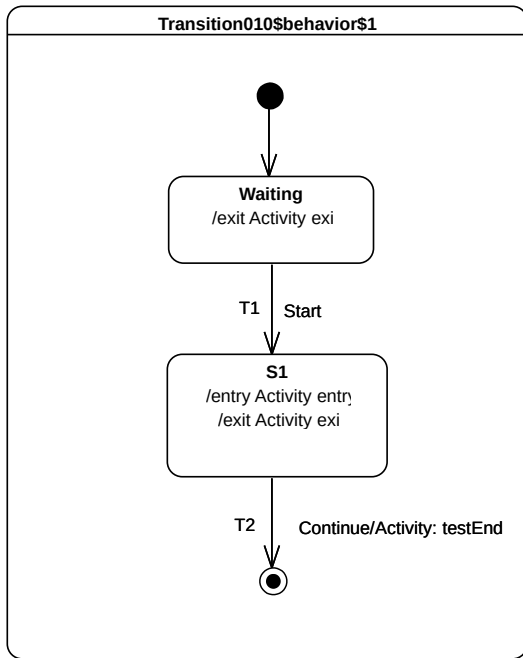 Transition010$behavior$1
Waiting
/exit Activity exi
T1
Start
S1
/entry Activity entry
/exit Activity exi
T2
Continue/Activity: testEnd